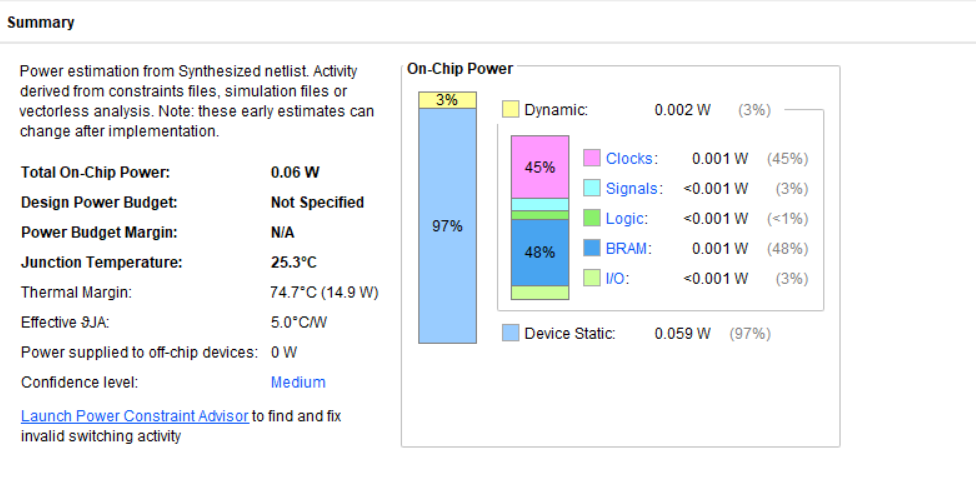 Summary
Power estimation from Synthesized netlist. Activity
derived from constraints files, simulation files or
vectorless analysis. Note: these early estimates can
change after implementation.
Total On-Chip Power: 0.06 W
Design Power Budget: Not Specified
Power Budget Margin: N/A
Junction Temperature: 25.3°C
Thermal Margin: 74.7°C (14.9 W)
Effective ϑJA: 5.0°C/W
Power supplied to off-chip devices: 0 W
Confidence level: Medium
Launch Power Constraint Advisor to find and fix
invalid switching activity
On-Chip Power
3%
97%
Dynamic: 0.002 W (3%)
45%
48%
Clocks: 0.001 W (45%)
Signals: <0.001 W (3%)
Logic: <0.001 W (<1%)
BRAM: 0.001 W (48%)
I/O: <0.001 W (3%)
Device Static: 0.059 W (97%)